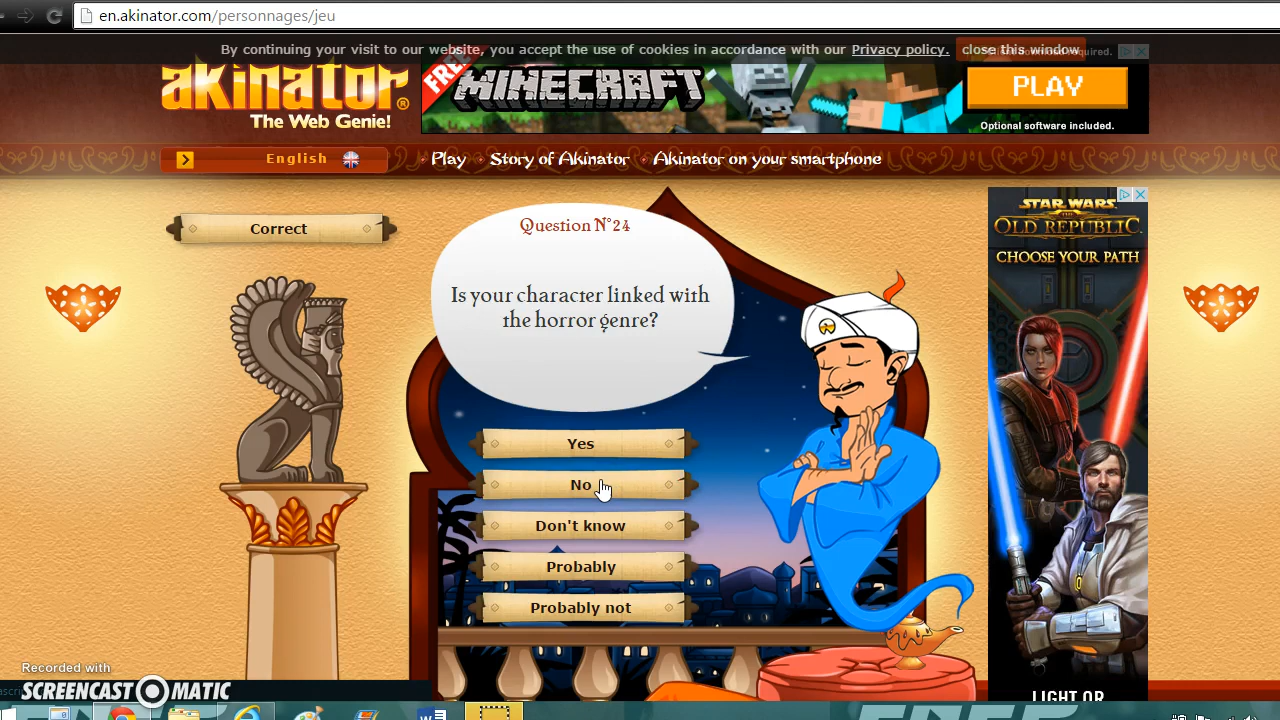 en.akinator.com/personnages/jeu
By continuing your visit to our website, you accept the use of cookies in accordance with our Privacy policy. close this window
akinator®
The Web Genie!
FREE
MINECRAFT
PLAY
Optional software included.
English
Play
Story of Akinator
Akinator on your smartphone
Correct
Question N°24
Is your character linked with
the horror genre?
Yes
No
Don't know
Probably
Probably not
STAR WARS
THE
OLD REPUBLIC
CHOOSE YOUR PATH
LIGHT OR
Recorded with
SCREENCAST O MATIC